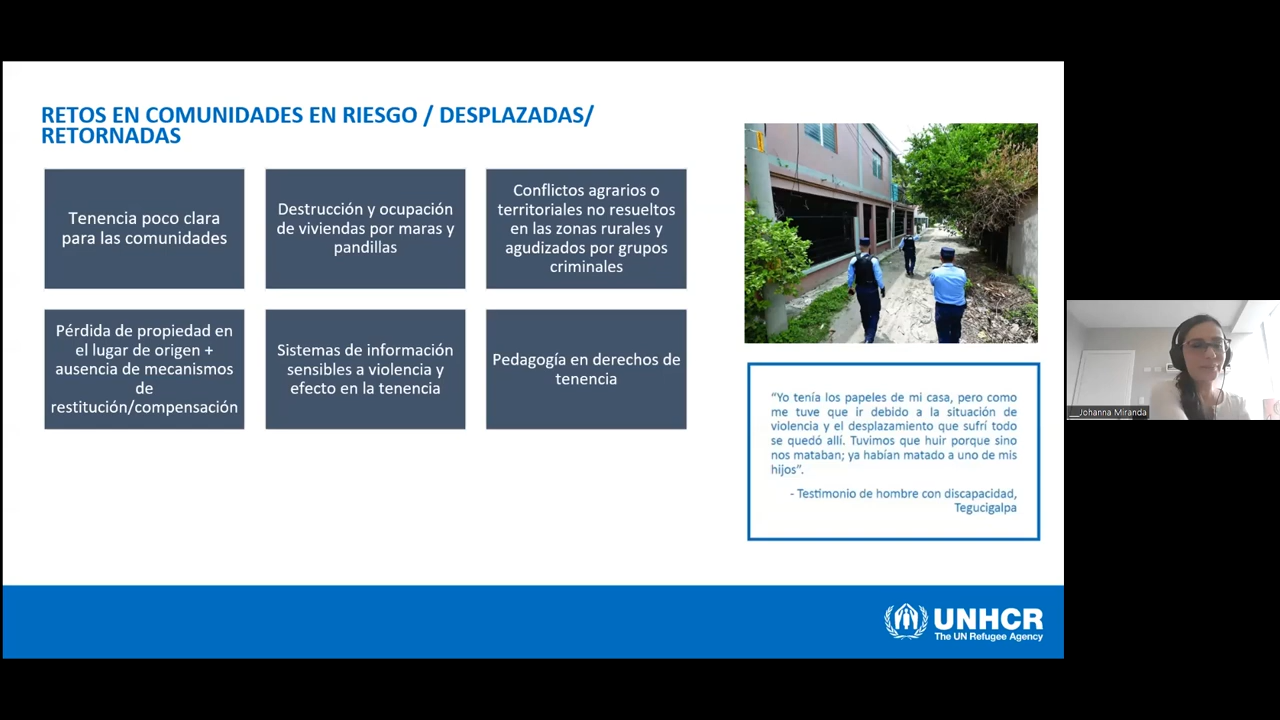 RETOS EN COMUNIDADES EN RIESGO / DESPLAZADAS/
RETORNADAS
Tenencia poco clara
para las comunidades
Destrucción y ocupación
de viviendas por maras y
pandillas
Conflictos agrarios o
territoriales no resueltos
en las zonas rurales y
agudizados por grupos
criminales
Pérdida de propiedad en
el lugar de origen +
ausencia de mecanismos
de
restitución/compensación
Sistemas de información
sensibles a violencia y
efecto en la tenencia
Pedagogía en derechos de
tenencia
“Yo tenía los papeles de mi casa, pero como
me tuve que ir debido a la situación de
violencia y el desplazamiento que sufrí todo
se quedó allí. Tuvimos que huir porque sino
nos mataban; ya habían matado a uno de mis
hijos”.
- Testimonio de hombre con discapacidad,
Tegucigalpa
UNHCR
The UN Refugee Agency
__Johanna Miranda